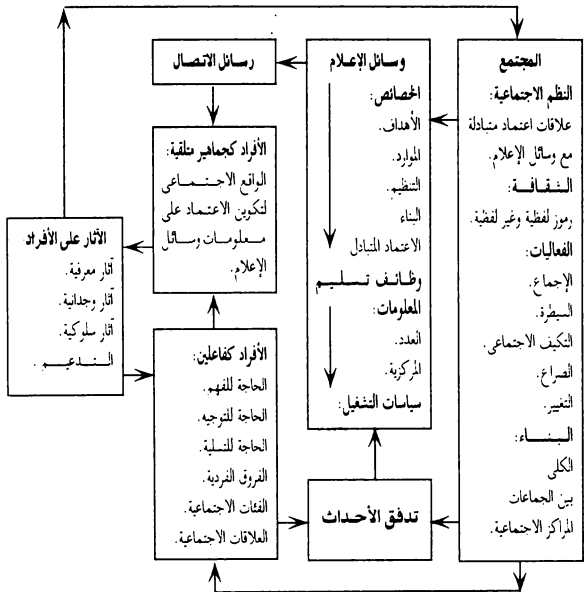 المجتمع
النظم الاجتماعية:
علاقات اعتماد متبادلة
مع وسائل الإعلام.
الثقافة:
رموز لفظية وغير لفظية.
الفعاليات:
الإجماع.
السيطرة.
التكيف الاجتماعى.
الصراع.
التغيير.
البناء:
الكلى
بين الجماعات
المراكز الاجتماعية.
وسائل الإعلام
الخصائص:
الأهداف.
الموارد.
التنظيم.
البناء
الاعتماد المتبادل
وظائف تسليم
المعلومات:
العدد.
المركزية.
سياسات التشغيل:
تدفق الأحداث
رسائل الاتصال
الأفراد كجماهير متلقية:
الواقع الاجتماعى
لتكوين الاعتماد على
معلومات وسائل
الإعلام.
الأفراد كفاعلين:
الحاجة للفهم.
الحاجة للتوجيه.
الحاجة للتسلية.
الفروق الفردية.
الفئات الاجتماعية.
العلاقات الاجتماعية.
الآثار على الأفراد:
آثار معرفية.
آثار وجدانية.
آثار سلوكية.
التدعيم.